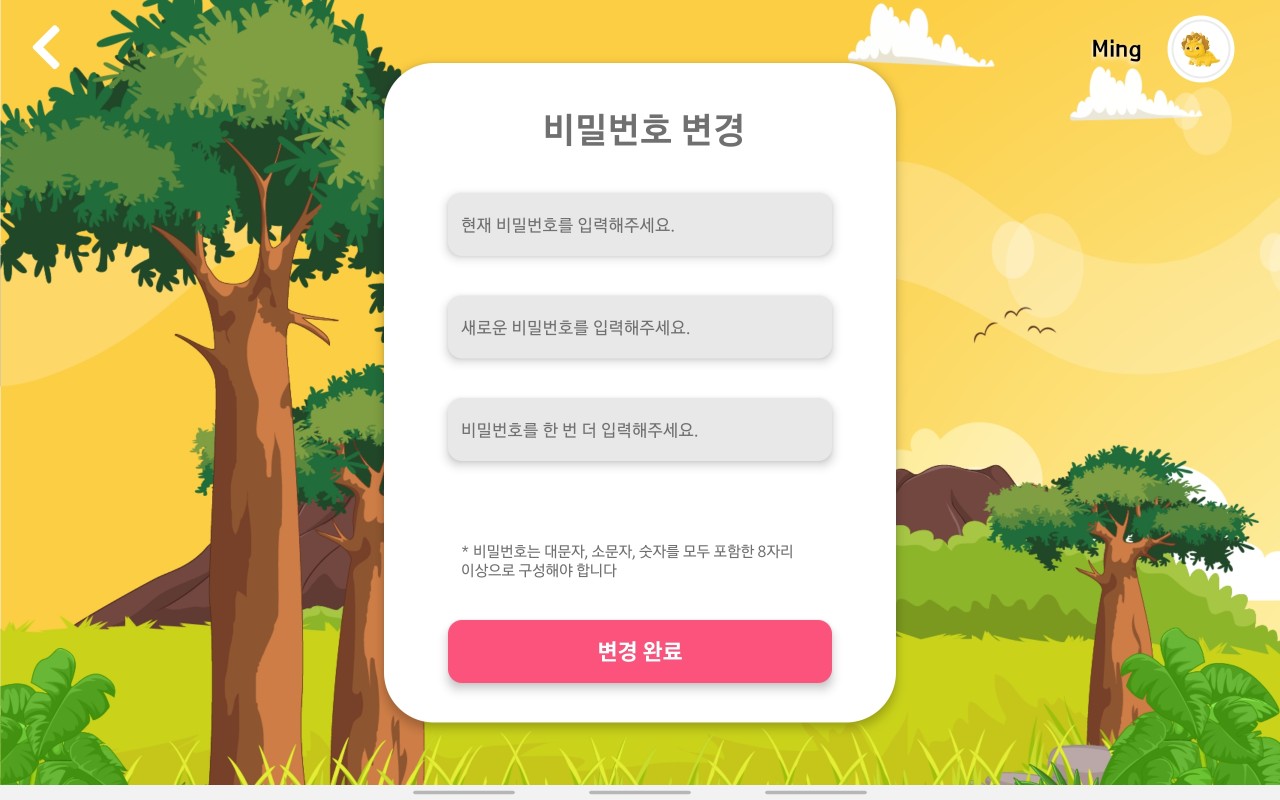 Ming
비밀번호 변경
현재 비밀번호를 입력해주세요.
새로운 비밀번호를 입력해주세요.
비밀번호를 한 번 더 입력해주세요.
* 비밀번호는 대문자, 소문자, 숫자를 모두 포함한 8자리
이상으로 구성해야 합니다
변경 완료